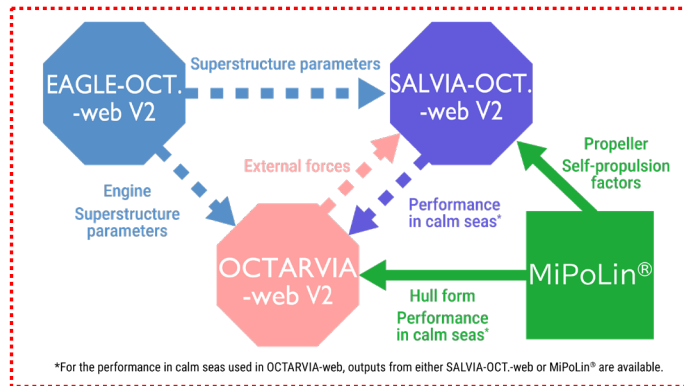 EAGLE-OCT.
-web V2
Superstructure parameters
SALVIA-OCT.
-web V2
External forces
Propeller
Self-propulsion
factors
Engine
Superstructure
parameters
Performance
in calm seas*
OCTARVIA
-web V2
MiPoLin®
Hull form
Performance
in calm seas*
*For the performance in calm seas used in OCTARVIA-web, outputs from either SALVIA-OCT.-web or MiPoLin® are available.